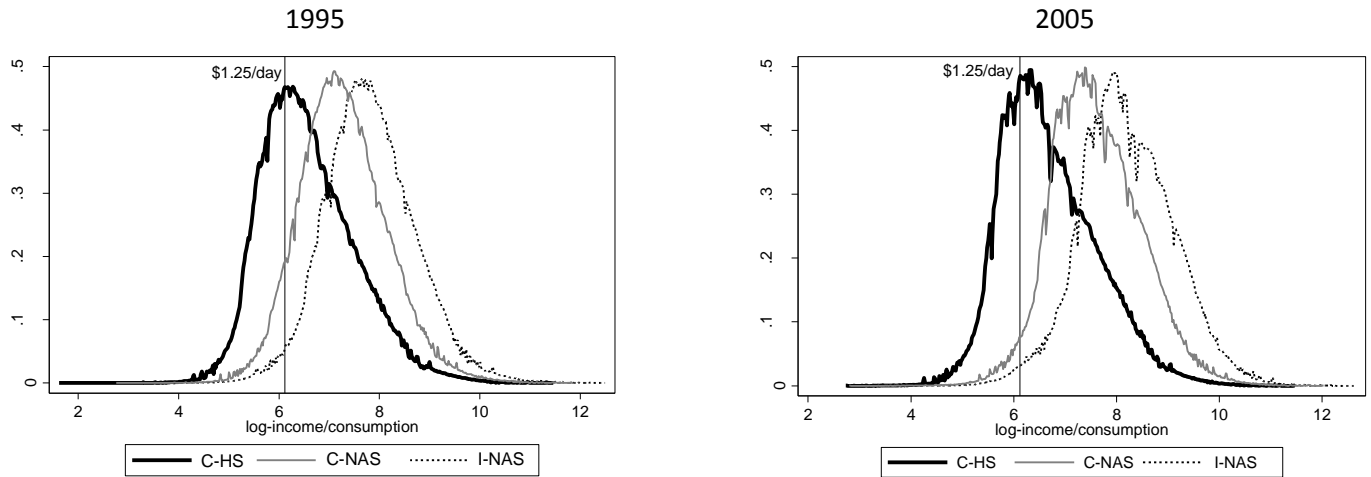 1995
.5
.4
.3
.2
.1
0
$1.25/day
2 4 6 8 10 12
log-income/consumption
C-HS C-NAS I-NAS
2005
.5
.4
.3
.2
.1
0
$1.25/day
2 4 6 8 10 12
log-income/consumption
C-HS C-NAS I-NAS